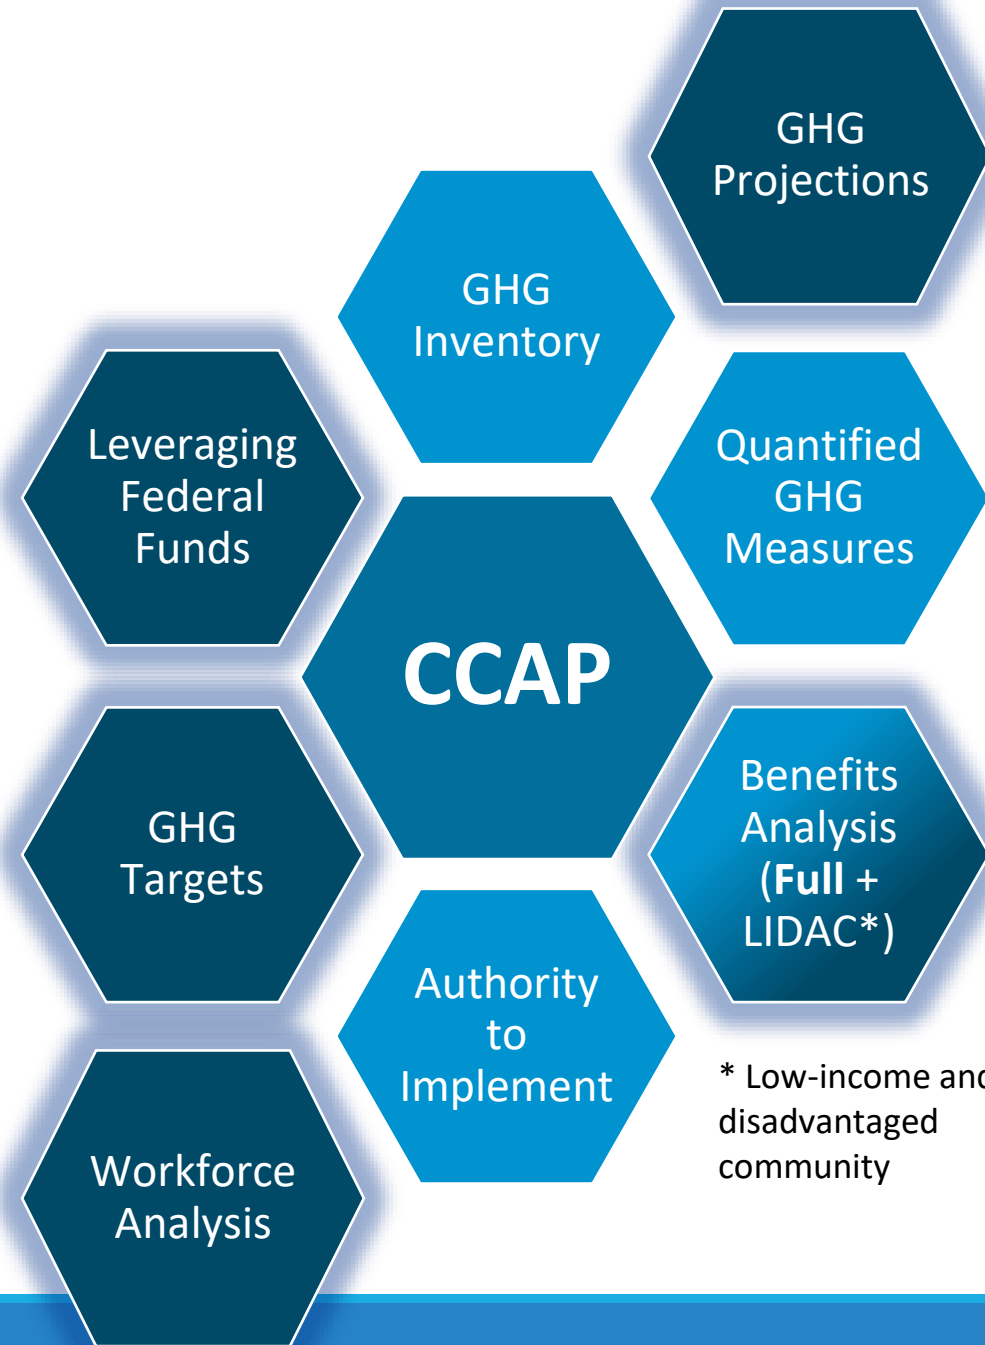 GHG
Projections
GHG
Inventory
Leveraging
Federal
Funds
Quantified
GHG
Measures
CCAP
GHG
Targets
Benefits
Analysis
(Full +
LIDAC*)
Authority
to
Implement
* Low-income and
disadvantaged
community
Workforce
Analysis